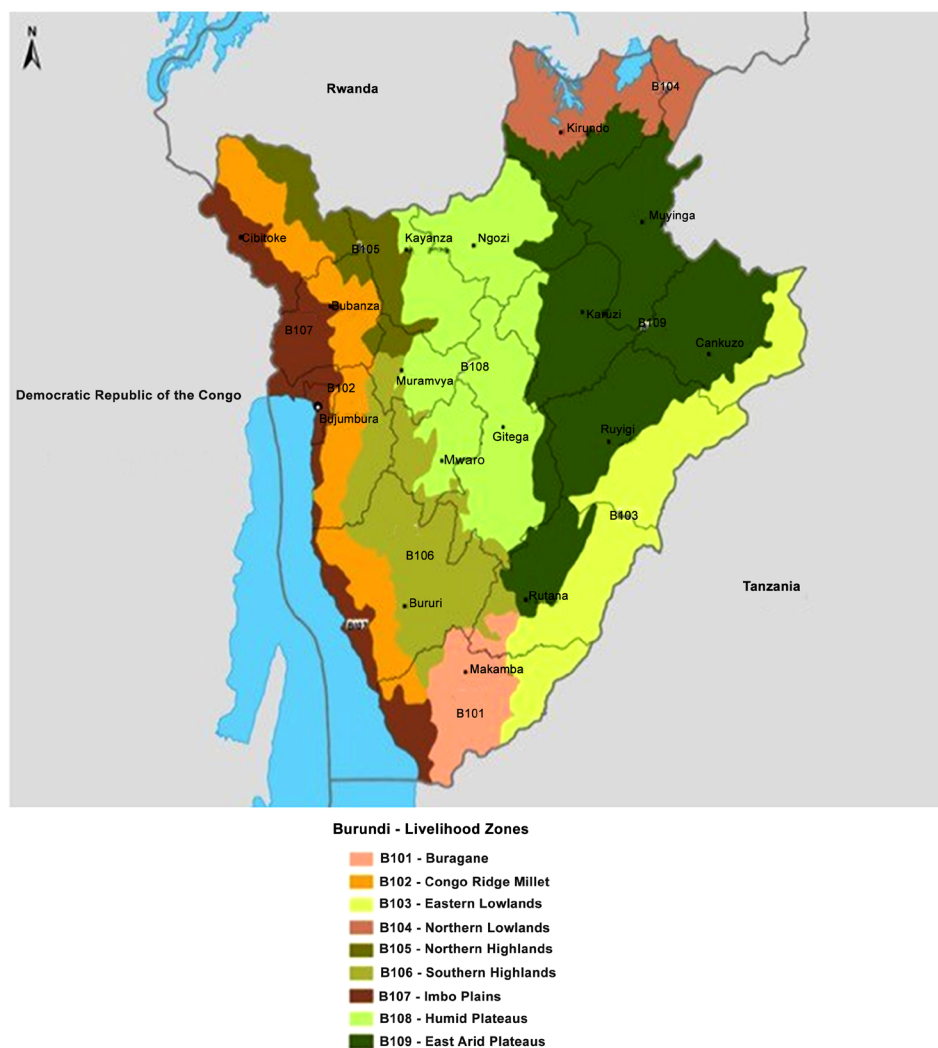 N
Rwanda
B104
Kirundo
Muyinga
Cibitoke
B105
Kayanza
Ngozi
Bubanza
B107
Karuzi
B109
Cankuzo
B102
B108
Muramvya
Democratic Republic of the Congo
Bujumbura
Gitega
Ruyigi
Mwaro
B103
B106
Tanzania
Rutana
Bururi
Makamba
B101
Burundi - Livelihood Zones
B101 - Buragane
B102 - Congo Ridge Millet
B103 - Eastern Lowlands
B104 - Northern Lowlands
B105 - Northern Highlands
B106 - Southern Highlands
B107 - Imbo Plains
B108 - Humid Plateaus
B109 - East Arid Plateaus